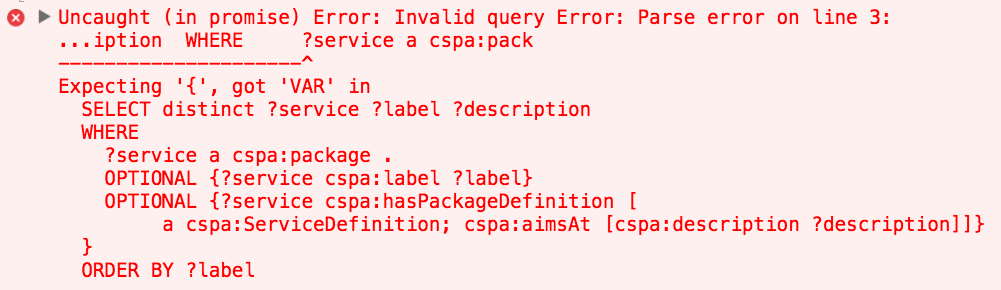 Uncaught (in promise) Error: Invalid query Error: Parse error on line 3:
...iption  WHERE     ?service a cspa:pack
---------------------^
Expecting '{', got 'VAR' in
  SELECT distinct ?service ?label ?description
  WHERE
    ?service a cspa:package .
    OPTIONAL {?service cspa:label ?label}
    OPTIONAL {?service cspa:hasPackageDefinition [
         a cspa:ServiceDefinition; cspa:aimsAt [cspa:description ?description]]}
  }
  ORDER BY ?label